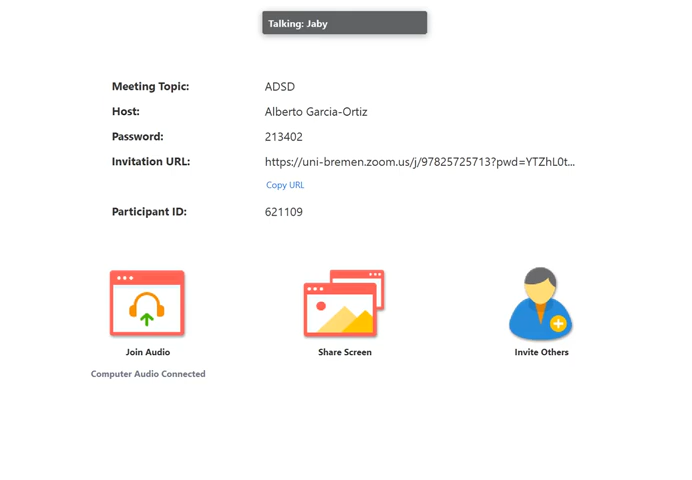 Talking: Jaby
Meeting Topic: ADSD
Host: Alberto Garcia-Ortiz
Password: 213402
Invitation URL: https://uni-bremen.zoom.us/j/97825725713?pwd=YTZhL0t...
Copy URL
Participant ID: 621109
Join Audio Share Screen Invite Others
Computer Audio Connected